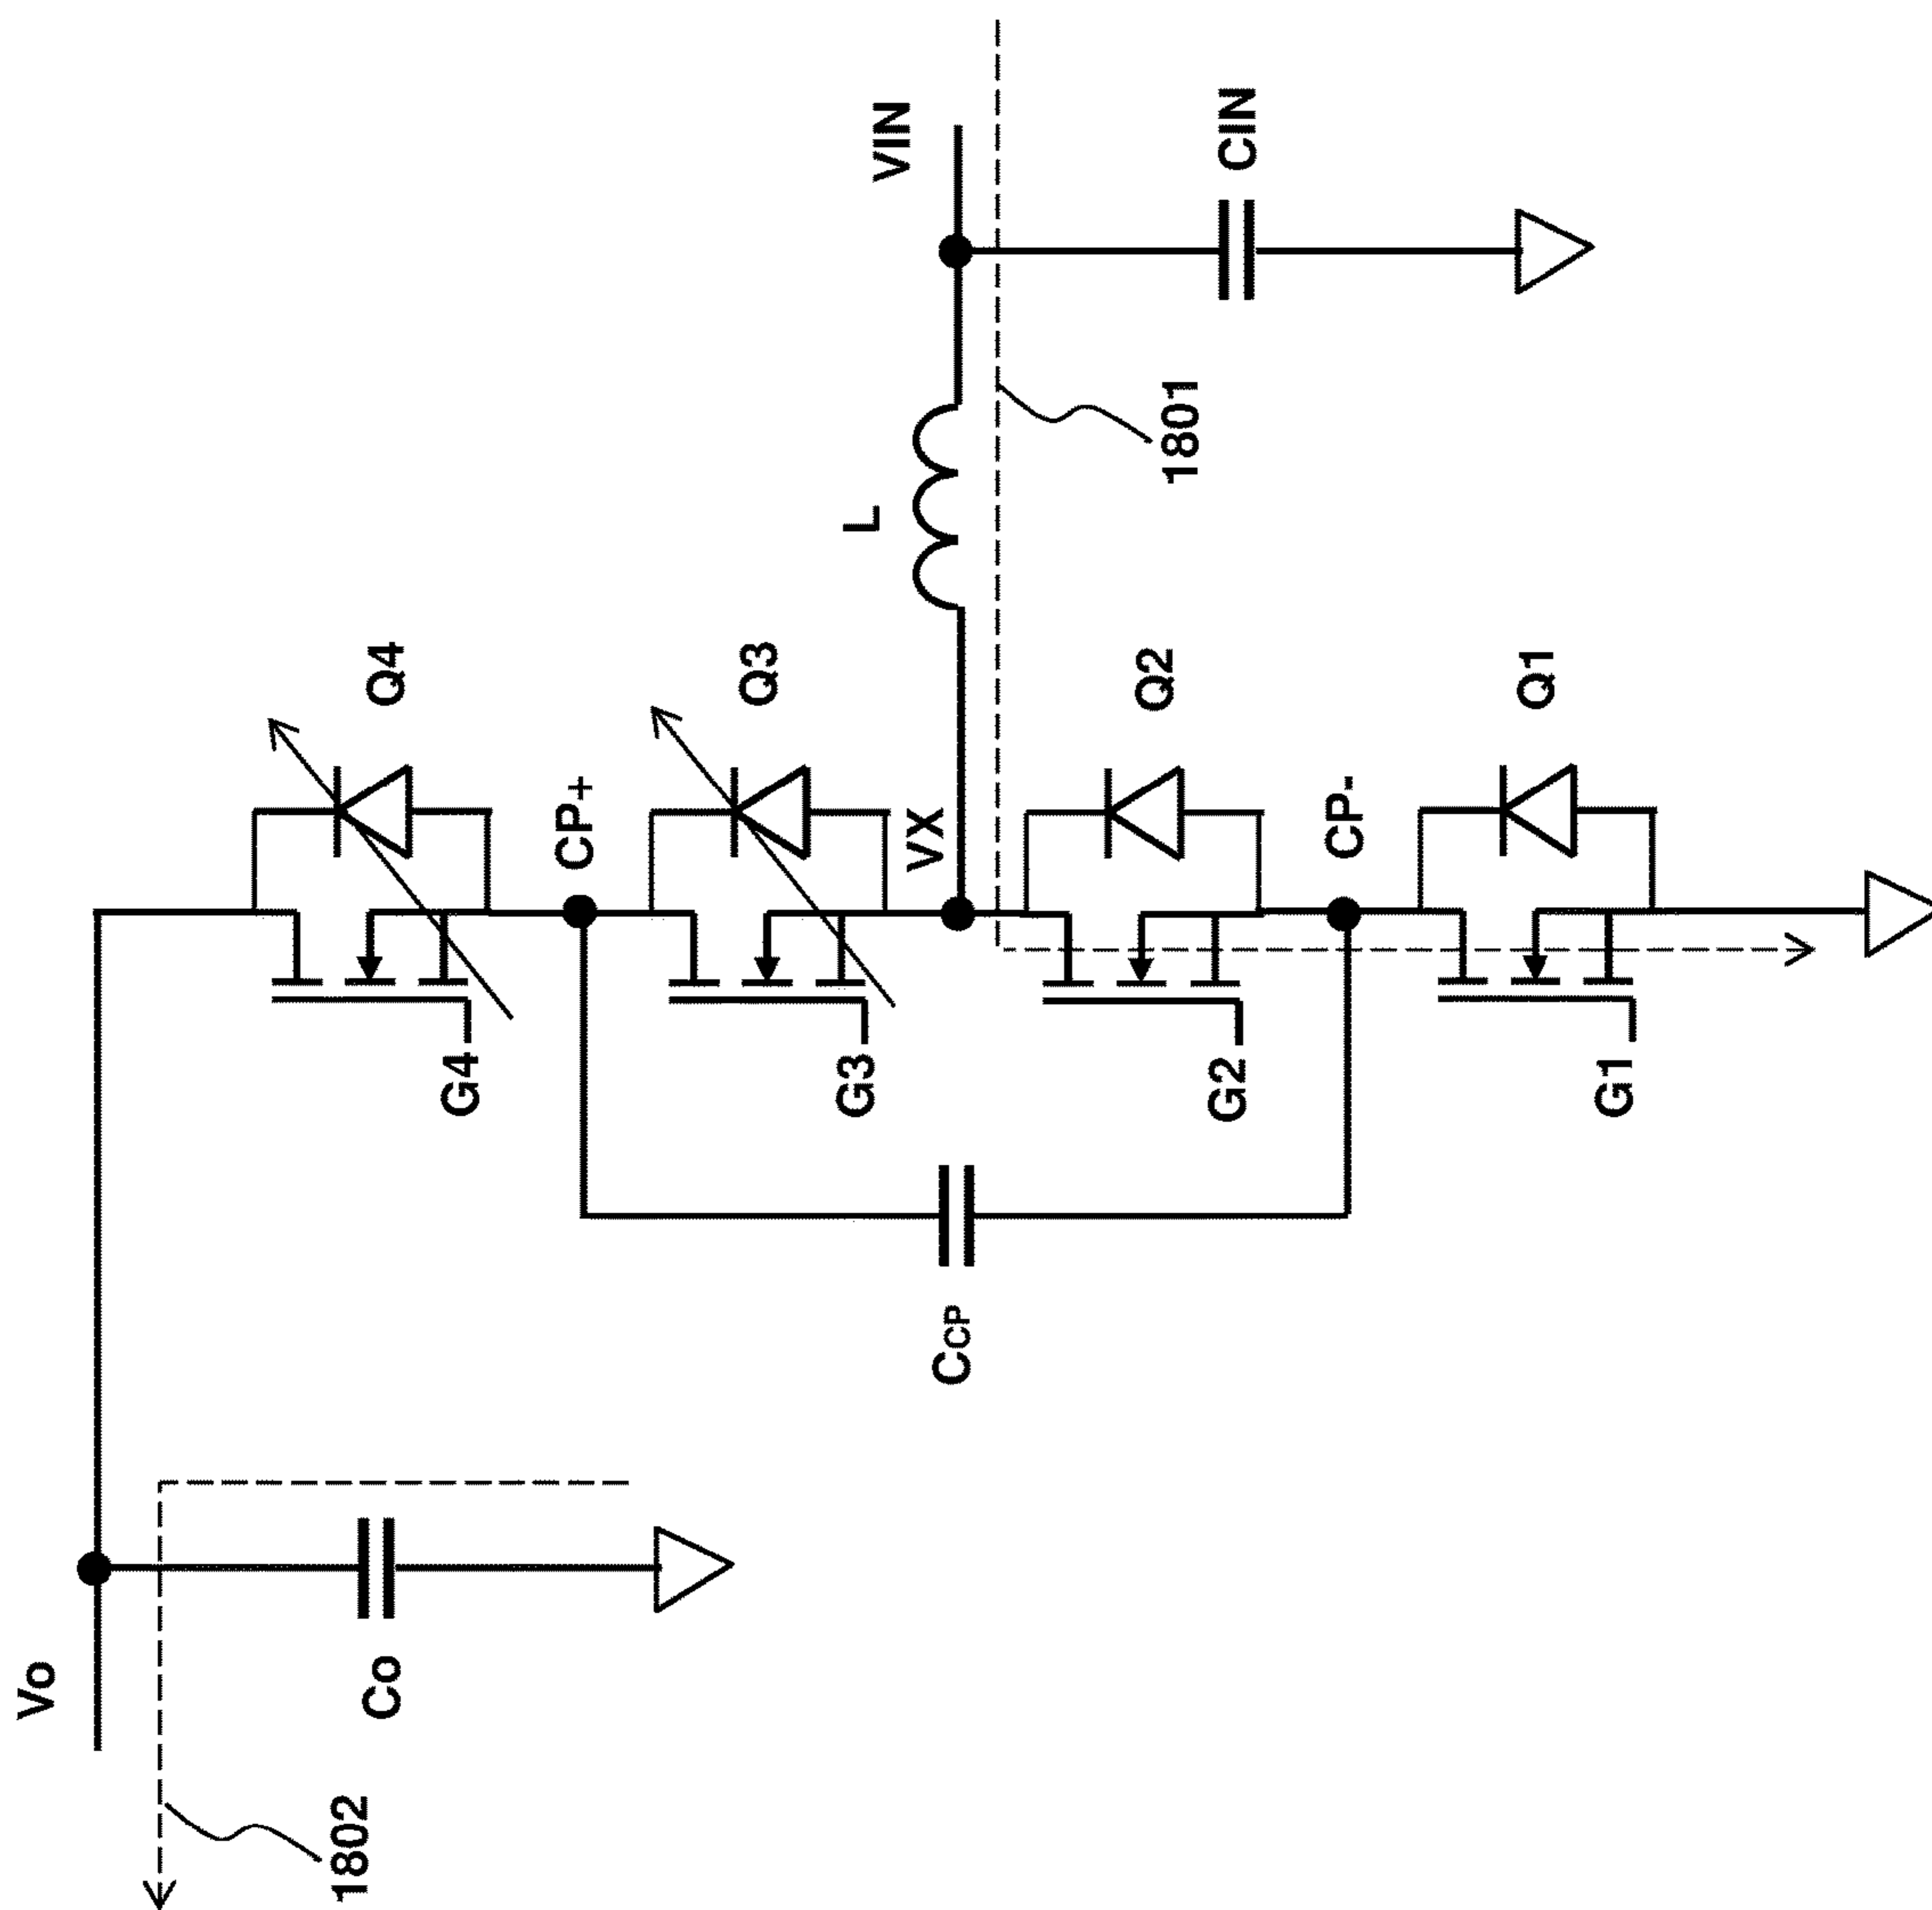 VIN
CIN
1801
L
Q4
Q3
Q2
Q1
CP+
VX
CP-
G4
G3
G2
G1
CCP
Vo
Co
1802